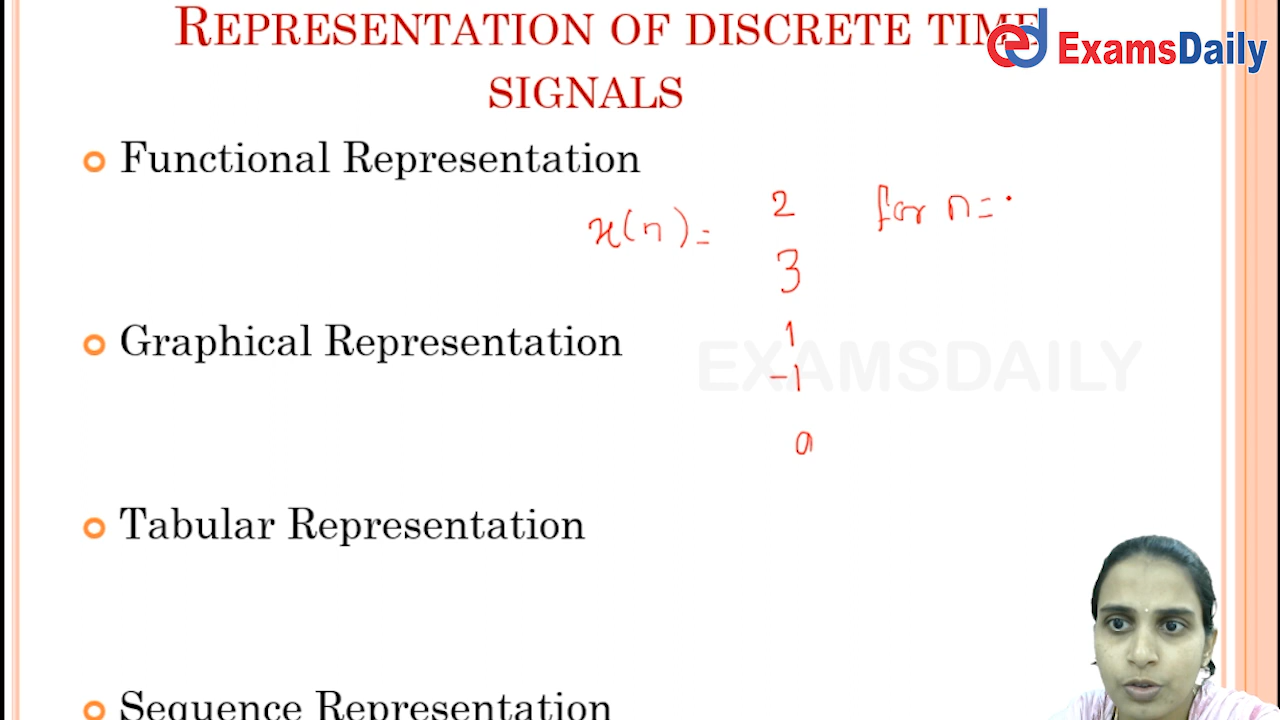 REPRESENTATION OF DISCRETE TIME
SIGNALS
ExamsDaily
Functional Representation
x(n) =
2 for n=
3
1
-1
0
Graphical Representation
EXAMSDAILY
Tabular Representation
Sequence Representation